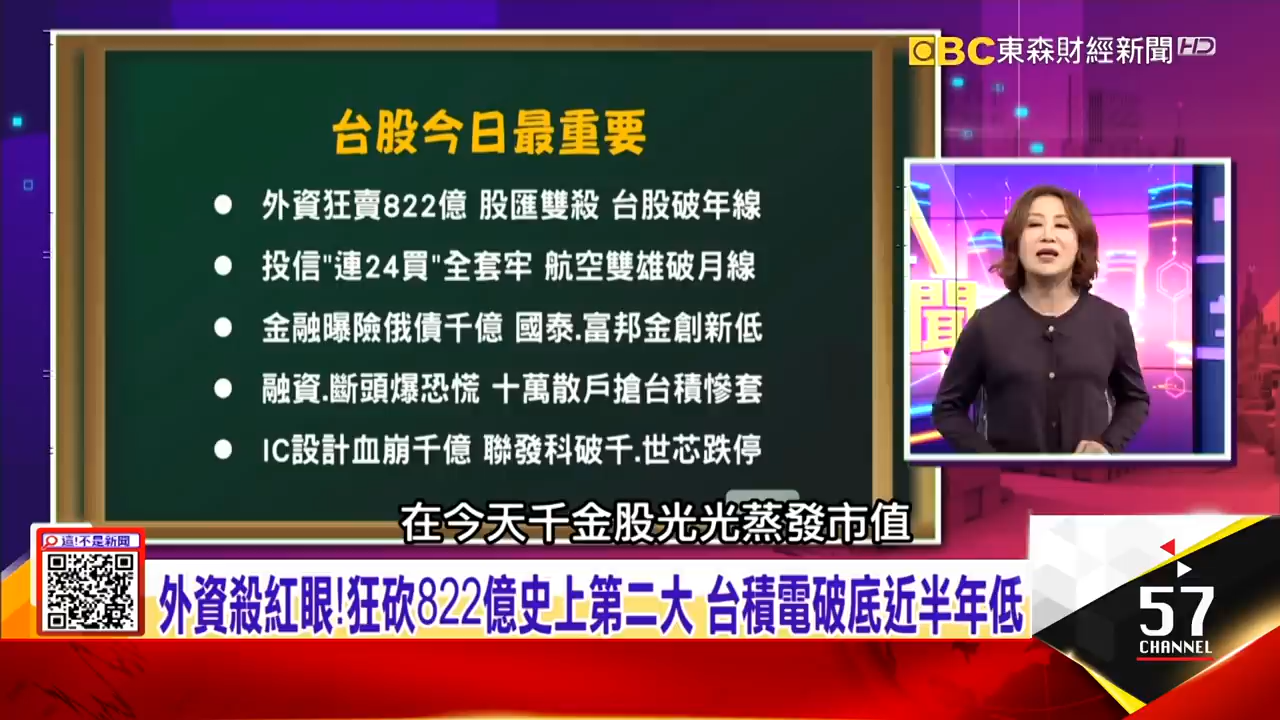 EBC東森財經新聞HD
台股今日最重要
外資狂賣822億 股匯雙殺 台股破年線
投信"連24買"全套牢 航空雙雄破月線
金融曝險俄債千億 國泰.富邦金創新低
融資.斷頭爆恐慌 十萬散戶搶台積慘套
IC設計血崩千億 聯發科破千.世芯跌停
聞
在今天千金股光光蒸發市值
這!不是新聞
外資殺紅眼!狂砍822億史上第二大 台積電破底近半年低
57
CHANNEL